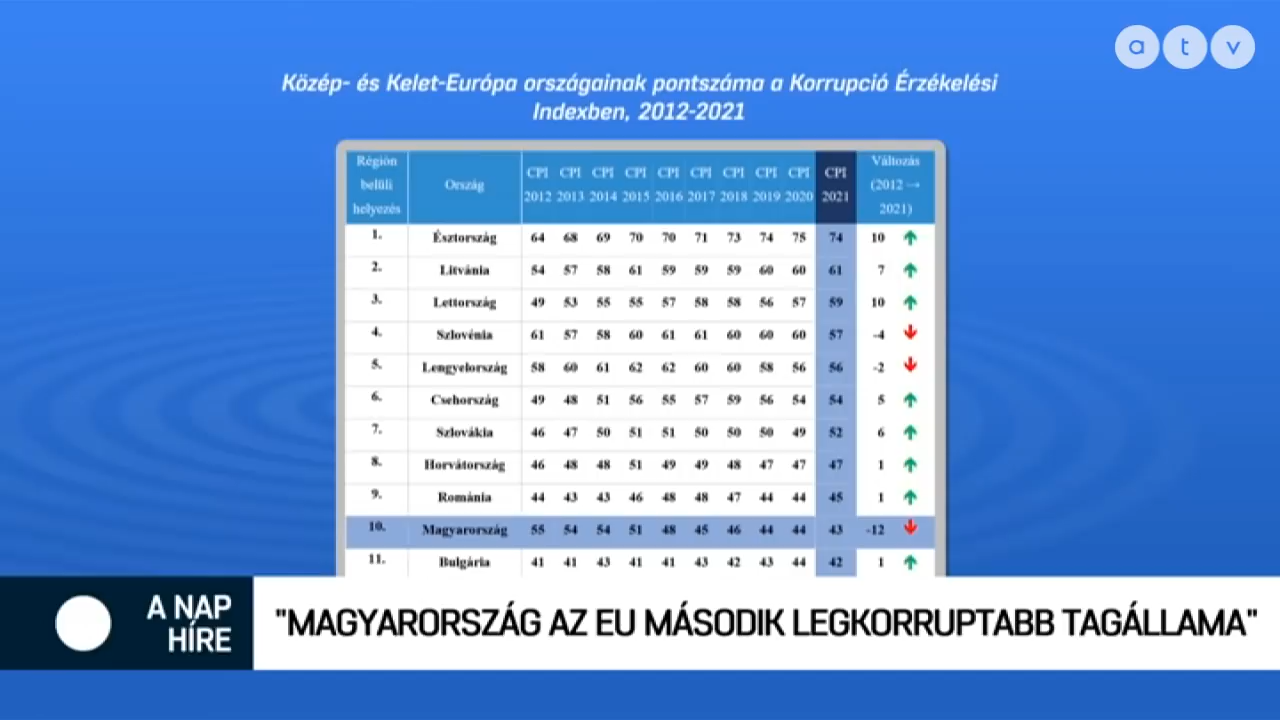 atv
Közép- és Kelet-Európa országainak pontszáma a Korrupció Érzékelési
Indexben, 2012-2021
Régión belüli helyezés Ország CPI 2012 CPI 2013 CPI 2014 CPI 2015 CPI 2016 CPI 2017 CPI 2018 CPI 2019 CPI 2020 CPI 2021 Változás (2012 → 2021)
1. Észtország 64 68 69 70 70 71 73 74 75 74 10
2. Litvánia 54 57 58 61 59 59 59 60 60 61 7
3. Lettország 49 53 55 55 57 58 58 56 57 59 10
4. Szlovénia 61 57 58 60 61 61 60 60 60 57 -4
5. Lengyelország 58 60 61 62 62 60 60 58 56 56 -2
6. Csehország 49 48 51 56 55 57 59 56 54 54 5
7. Szlovákia 46 47 50 51 51 50 50 50 49 52 6
8. Horvátország 46 48 48 51 49 49 48 47 47 47 1
9. Románia 44 43 43 46 48 48 47 44 44 45 1
10. Magyarország 55 54 54 51 48 45 46 44 44 43 -12
11. Bulgária 41 41 43 41 41 43 42 43 44 42 1
A NAP
HÍRE
"MAGYARORSZÁG AZ EU MÁSODIK LEGKORRUPTABB TAGÁLLAMA"